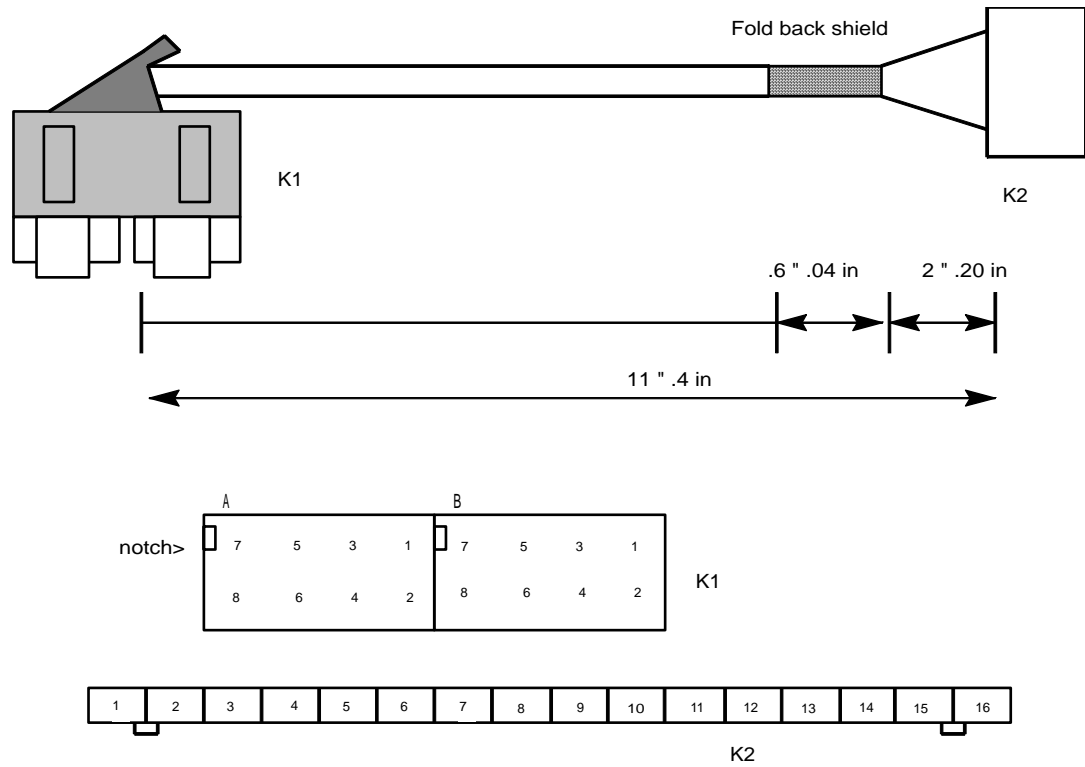 Fold back shield
K1
K2
.6 " .04 in
2 " .20 in
11 " .4 in
A B
notch>
7 5 3 1 7 5 3 1
8 6 4 2 8 6 4 2
K1
1 2 3 4 5 6 7 8 9 10 11 12 13 14 15 16
K2